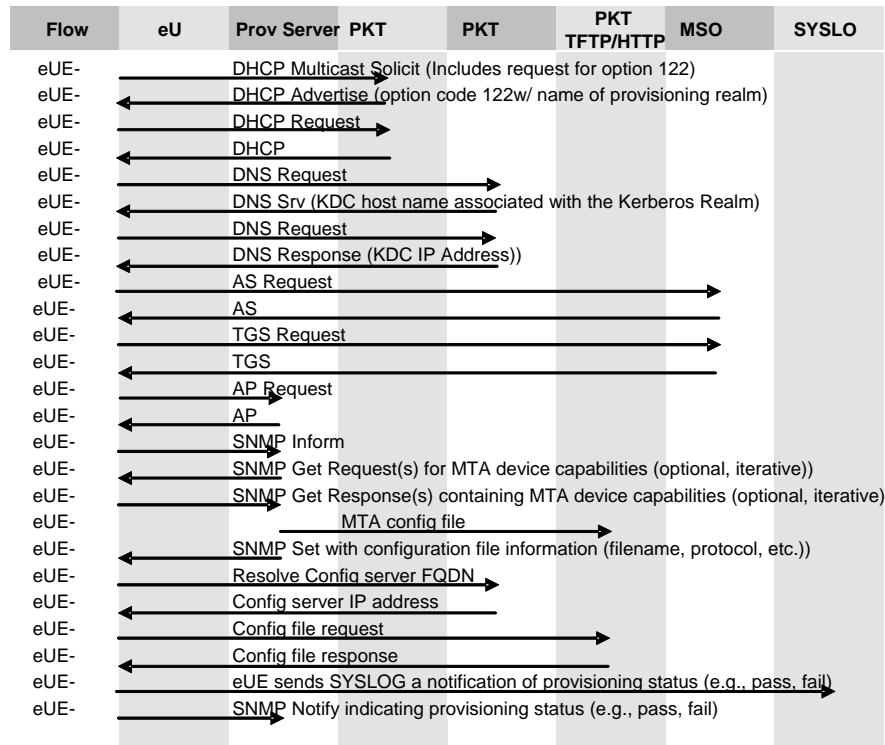 Flow eU Prov Server PKT PKT PKT TFTP/HTTP MSO SYSLO
eUE- DHCP Multicast Solicit (Includes request for option 122)
eUE- DHCP Advertise (option code 122w/ name of provisioning realm)
eUE- DHCP Request
eUE- DHCP
eUE- DNS Request
eUE- DNS Srv (KDC host name associated with the Kerberos Realm)
eUE- DNS Request
eUE- DNS Response (KDC IP Address))
eUE- AS Request
eUE- AS
eUE- TGS Request
eUE- TGS
eUE- AP Request
eUE- AP
eUE- SNMP Inform
eUE- SNMP Get Request(s) for MTA device capabilities (optional, iterative))
eUE- SNMP Get Response(s) containing MTA device capabilities (optional, iterative)
eUE- MTA config file
eUE- SNMP Set with configuration file information (filename, protocol, etc.))
eUE- Resolve Config server FQDN
eUE- Config server IP address
eUE- Config file request
eUE- Config file response
eUE- eUE sends SYSLOG a notification of provisioning status (e.g., pass, fail)
eUE- SNMP Notify indicating provisioning status (e.g., pass, fail)